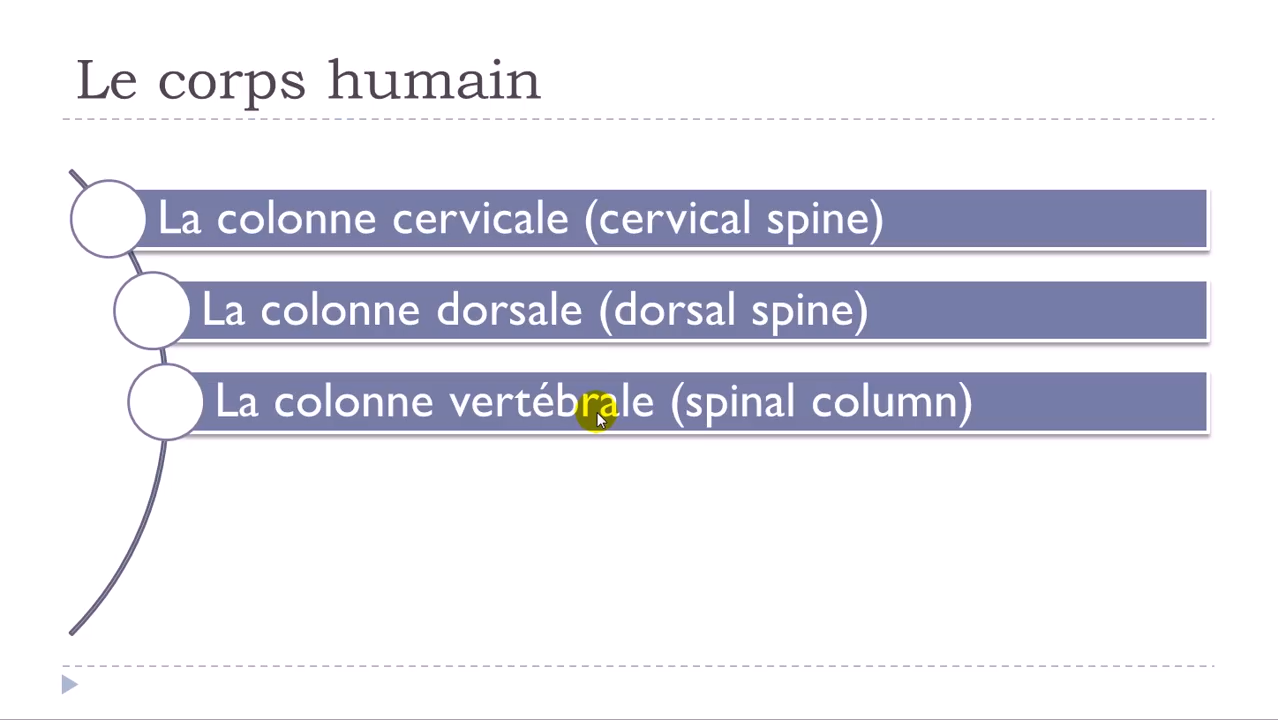 Le corps humain
La colonne cervicale (cervical spine)
La colonne dorsale (dorsal spine)
La colonne vertébrale (spinal column)